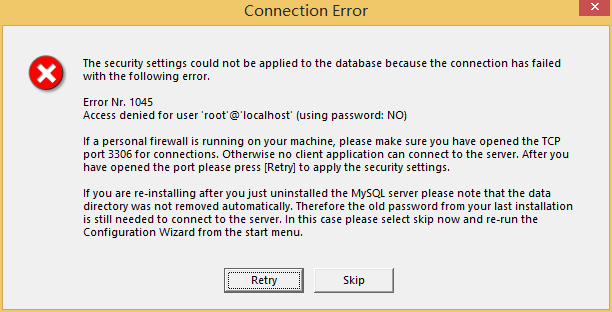 Connection Error
The security settings could not be applied to the database because the connection has failed
with the following error.
Error Nr. 1045
Access denied for user 'root'@'localhost' (using password: NO)
If a personal firewall is running on your machine, please make sure you have opened the TCP
port 3306 for connections. Otherwise no client application can connect to the server. After you
have opened the port please press [Retry] to apply the security settings.
If you are re-installing after you just uninstalled the MySQL server please note that the data
directory was not removed automatically. Therefore the old password from your last installation
is still needed to connect to the server. In this case please select skip now and re-run the
Configuration Wizard from the start menu.
Retry
Skip